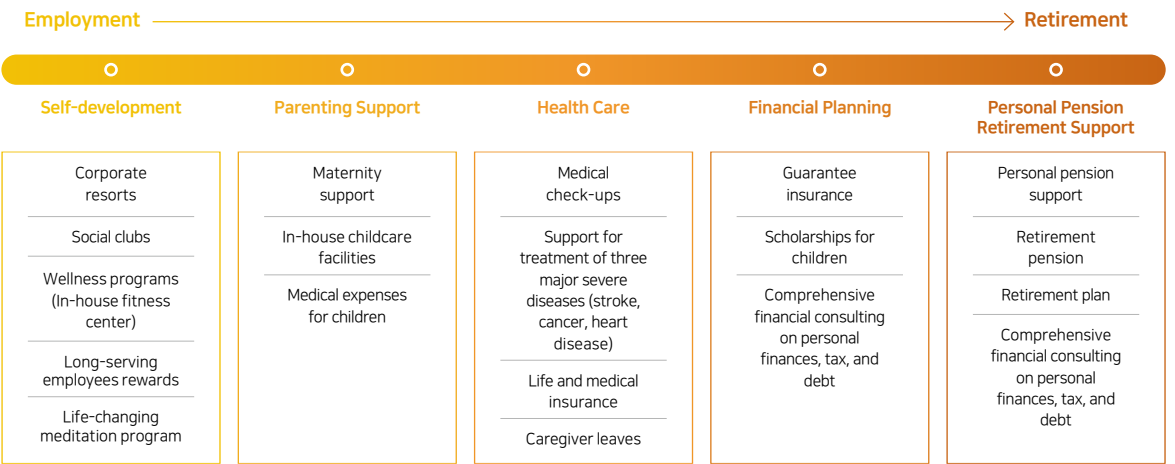 Employment
Retirement
Self-development
Parenting Support
Health Care
Financial Planning
Personal Pension
Retirement Support
Corporate
resorts
Social clubs
Wellness programs
(In-house fitness
center)
Long-serving
employees rewards
Life-changing
meditation program
Maternity
support
In-house childcare
facilities
Medical expenses
for children
Medical
check-ups
Support for
treatment of three
major severe
diseases (stroke,
cancer, heart
disease)
Life and medical
insurance
Caregiver leaves
Guarantee
insurance
Scholarships for
children
Comprehensive
financial consulting
on personal
finances, tax, and
debt
Personal pension
support
Retirement
pension
Retirement plan
Comprehensive
financial consulting
on personal
finances, tax, and
debt